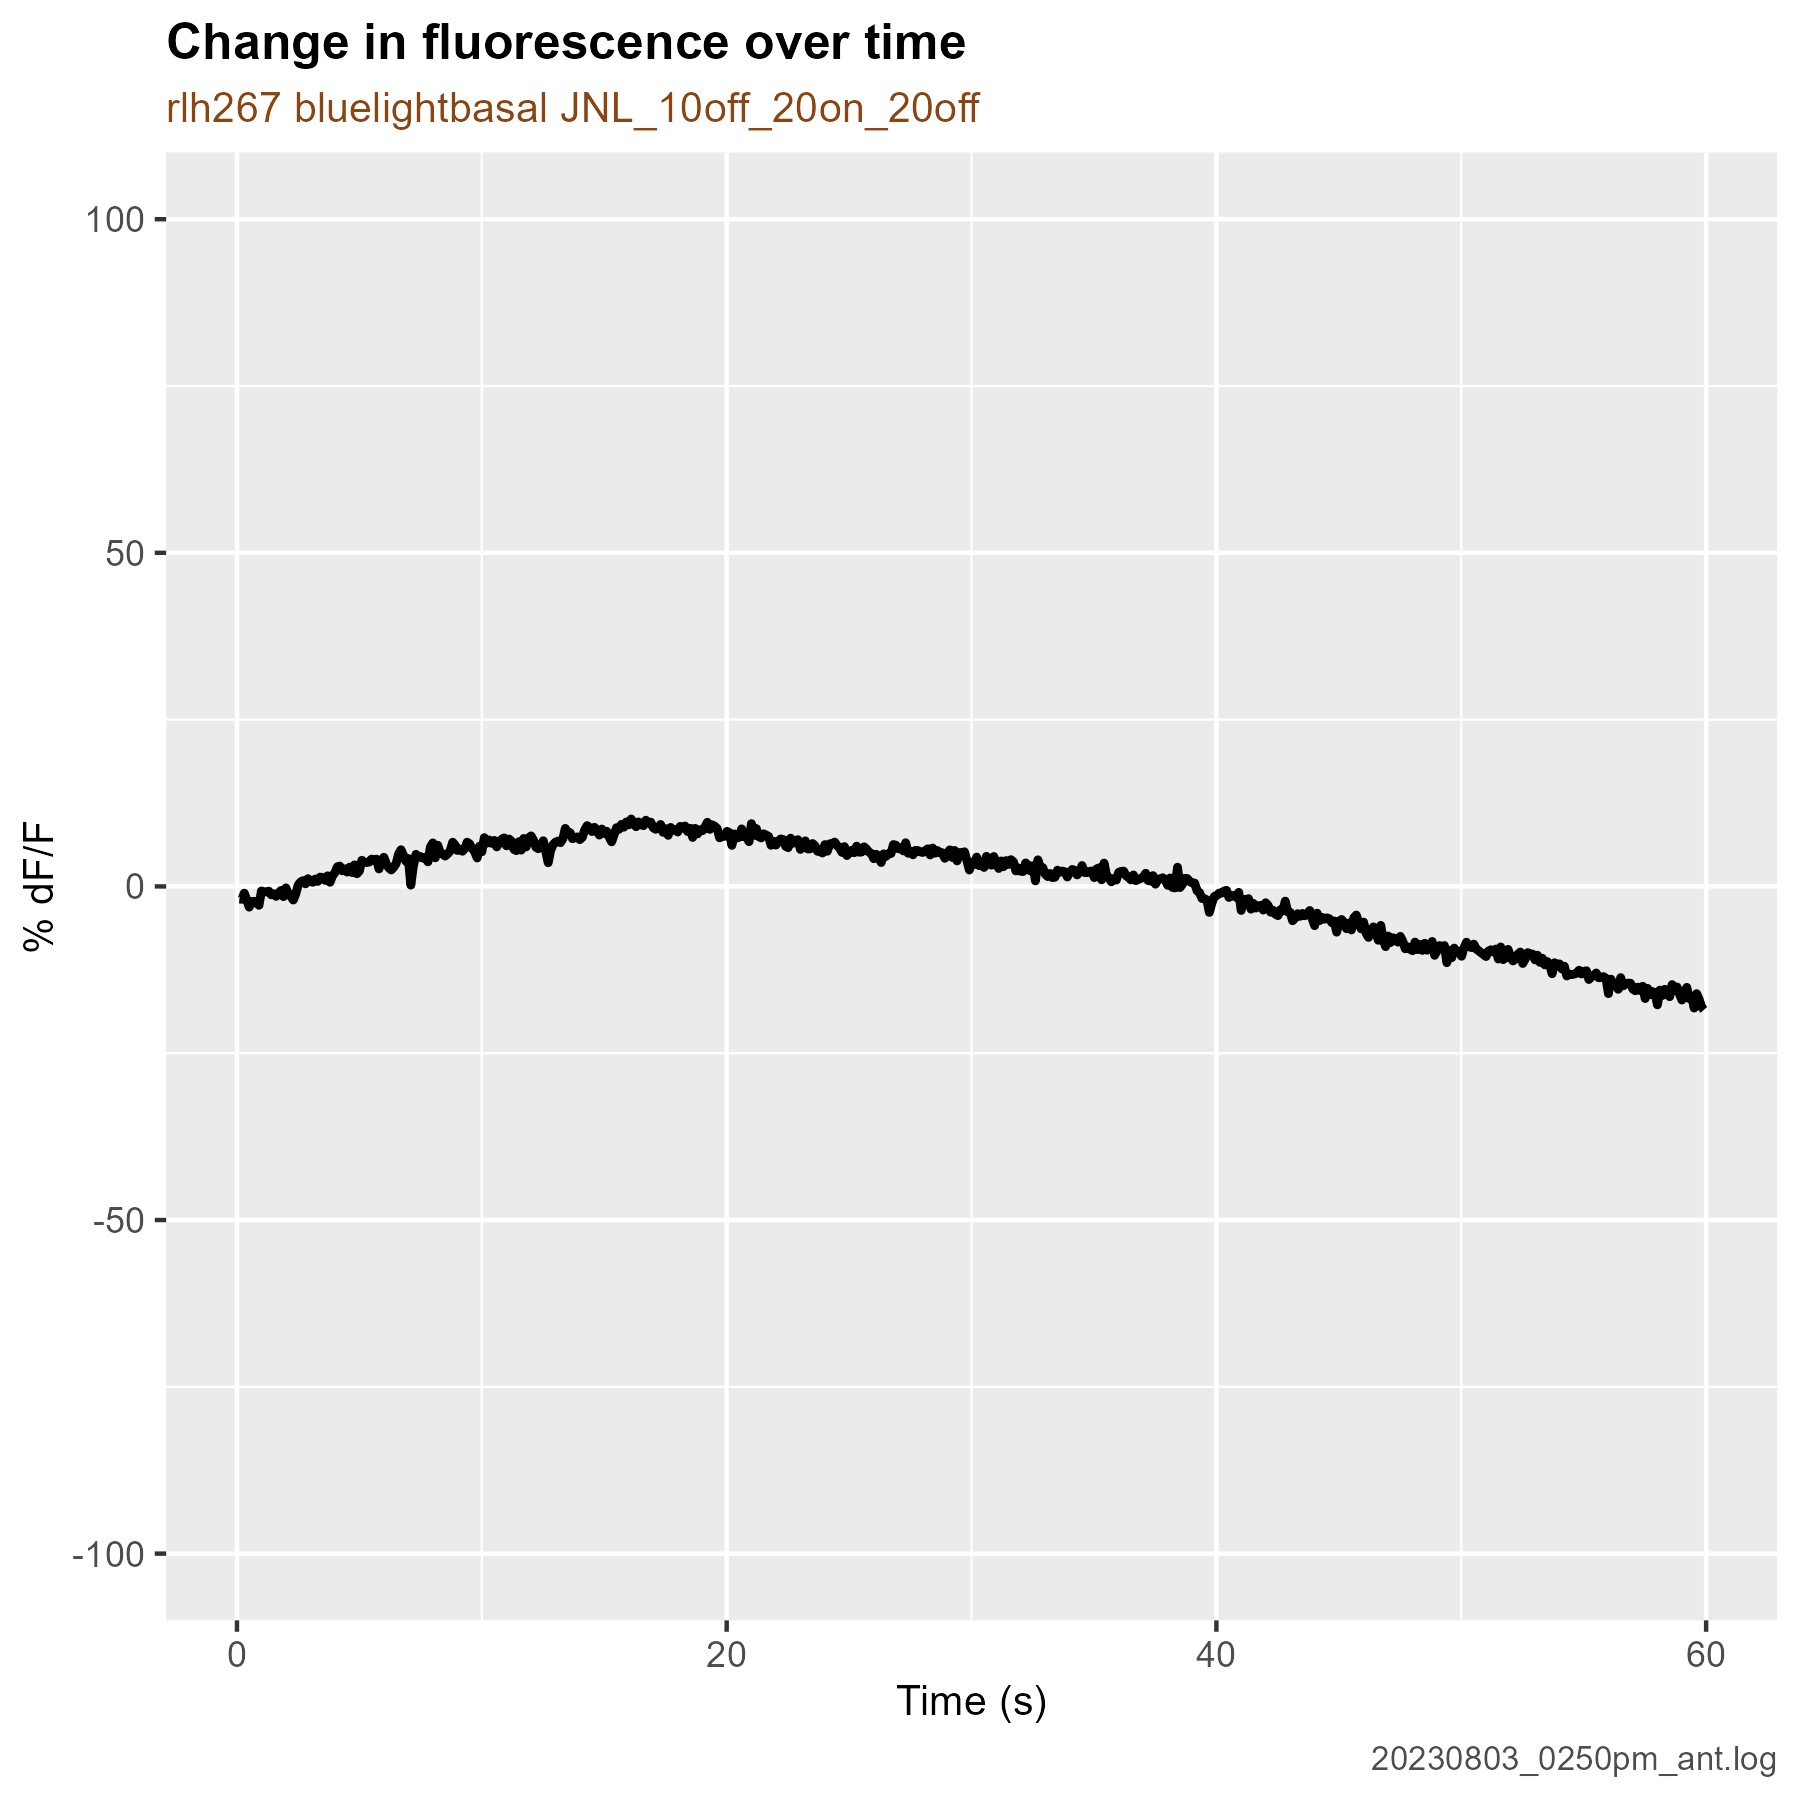 Change in fluorescence over time
rlh267 bluelightbasal JNL_10off_20on_20off
100
50
0
-50
-100
% dF/F
0 20 40 60
Time (s)
20230803_0250pm_ant.log